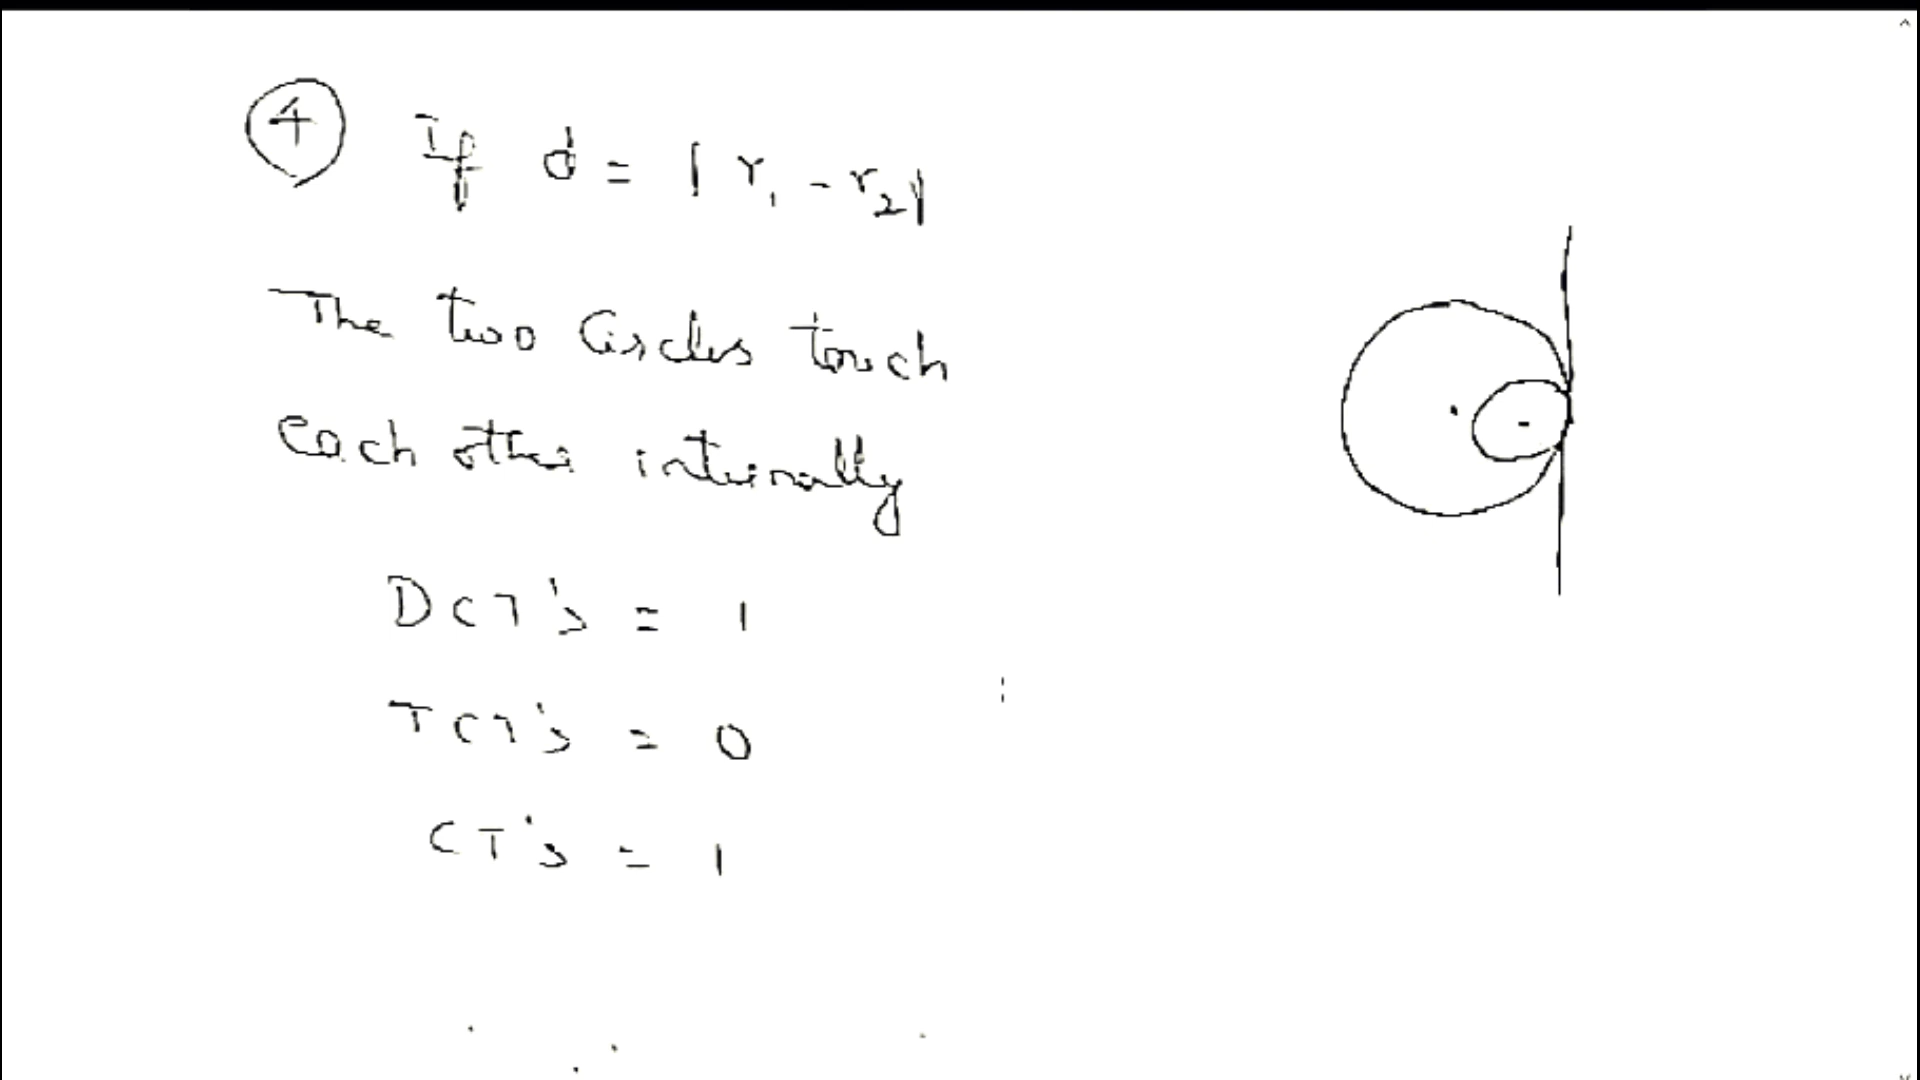 ④ If d = |r₁ - r₂|
The two Circles touch
each other internally
DCT's = 1
TCT's = 0
CT's = 1